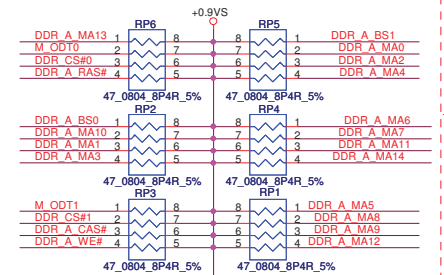 +0.9VS
RP6 RP5
DDR_A_MA13 1 8 8 1 DDR_A_BS1
M_ODT0 2 7 7 2 DDR_A_MA0
DDR_CS#0 3 6 6 3 DDR_A_MA2
DDR_A_RAS# 4 5 5 4 DDR_A_MA4
47_0804_8P4R_5% 47_0804_8P4R_5%
RP2 RP4
DDR_A_BS0 1 8 8 1 DDR_A_MA6
DDR_A_MA10 2 7 7 2 DDR_A_MA7
DDR_A_MA1 3 6 6 3 DDR_A_MA11
DDR_A_MA3 4 5 5 4 DDR_A_MA14
47_0804_8P4R_5% 47_0804_8P4R_5%
RP3 RP1
M_ODT1 1 8 8 1 DDR_A_MA5
DDR_CS#1 2 7 7 2 DDR_A_MA8
DDR_A_CAS# 3 6 6 3 DDR_A_MA9
DDR_A_WE# 4 5 5 4 DDR_A_MA12
47_0804_8P4R_5% 47_0804_8P4R_5%